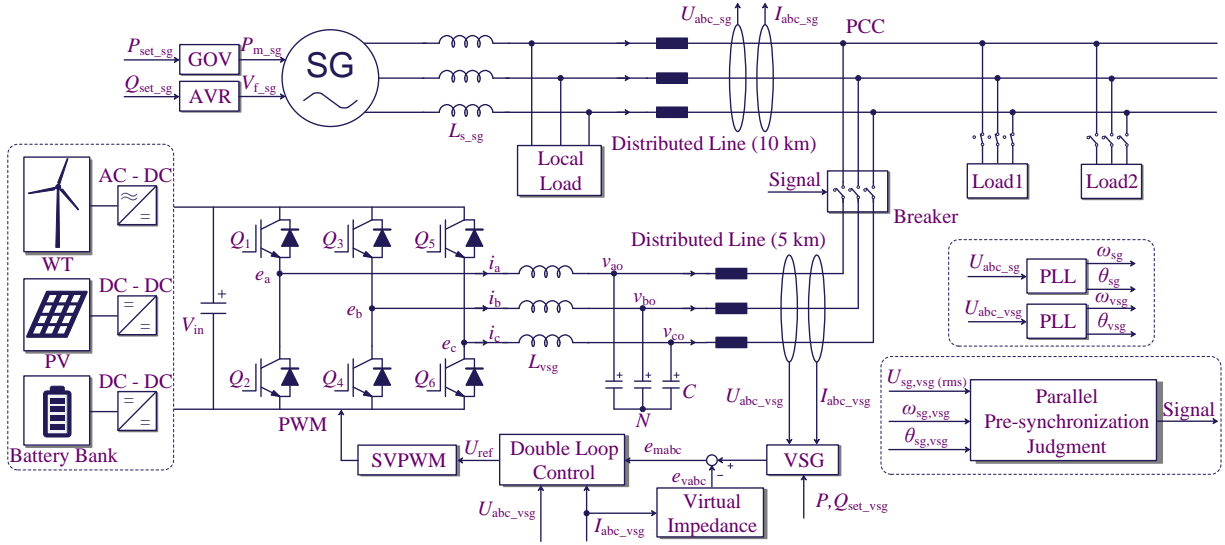 U_abc_sg
I_abc_sg
PCC
P_set_sg
GOV
P_m_sg
SG
Q_set_sg
AVR
V_f_sg
L_s_sg
Distributed Line (10 km)
Local
Load
Load1
Load2
Signal
Breaker
AC - DC
≈
=
WT
DC - DC
=
=
PV
DC - DC
=
=
Battery Bank
V_in
+
Q_1
Q_3
Q_5
e_a
e_b
e_c
Q_2
Q_4
Q_6
PWM
i_a
i_b
i_c
L_vsg
v_ao
v_bo
v_co
Distributed Line (5 km)
+
+
+
C
N
U_abc_vsg
I_abc_vsg
SVPWM
U_ref
Double Loop
Control
e_mabc
+
−
e_vabc
VSG
P,Q_set_vsg
Virtual
Impedance
U_abc_vsg
I_abc_vsg
U_abc_sg
PLL
ω_sg
θ_sg
U_abc_vsg
PLL
ω_vsg
θ_vsg
U_sg,vsg (rms)
ω_sg,vsg
θ_sg,vsg
Parallel
Pre-synchronization
Judgment
Signal